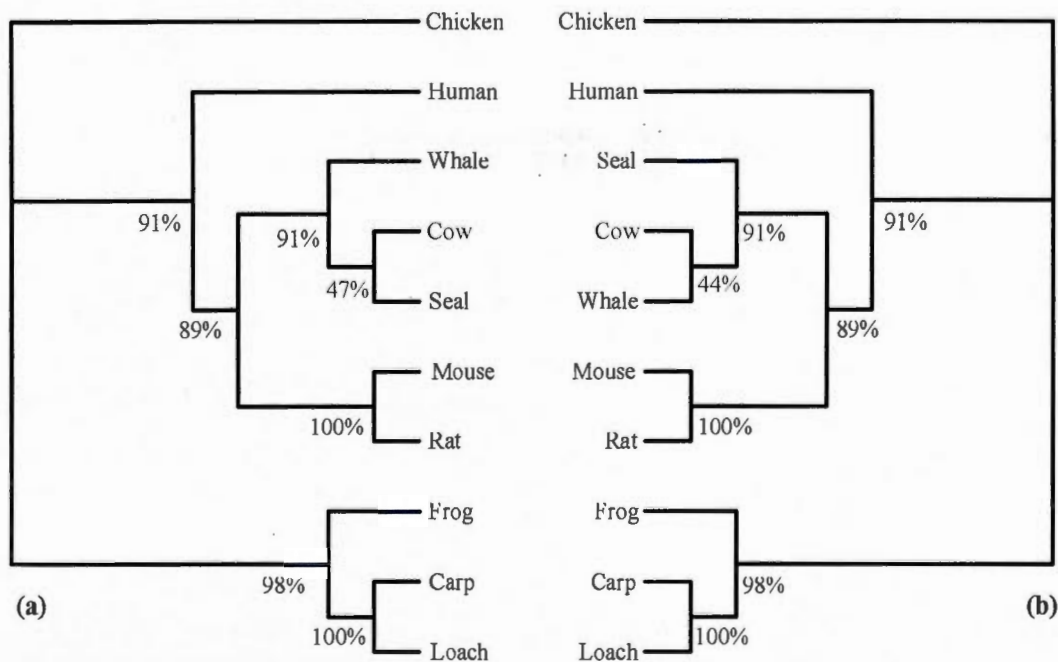 Chicken Chicken
Human Human
Whale Seal
91% 91%
91% 91%
Cow Cow
47% 44%
Seal Whale
89% 89%
Mouse Mouse
100% 100%
Rat Rat
Frog Frog
98% 98%
Carp Carp
(a) (b)
100% 100%
Loach Loach